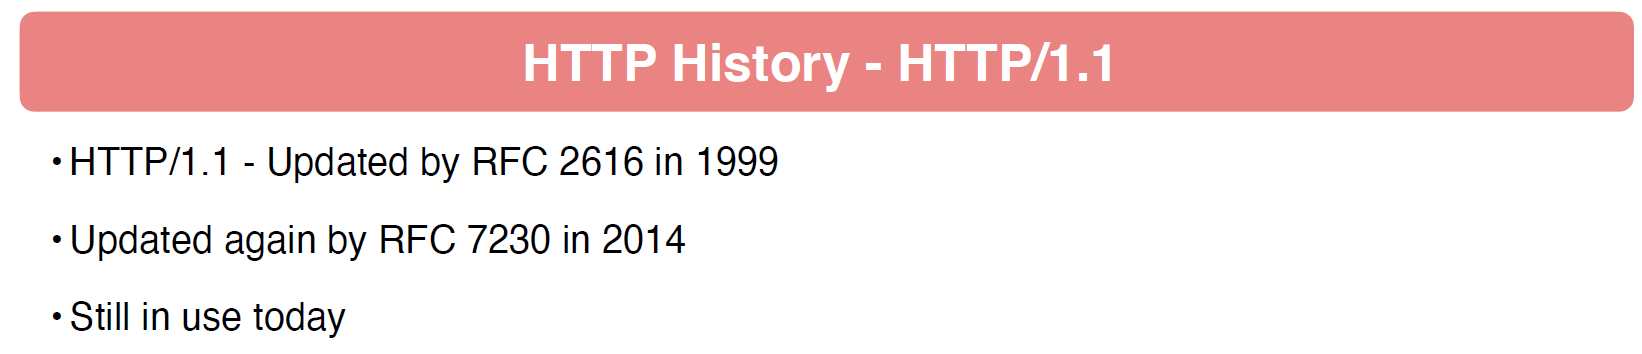 HTTP History - HTTP/1.1
• HTTP/1.1 - Updated by RFC 2616 in 1999
• Updated again by RFC 7230 in 2014
• Still in use today